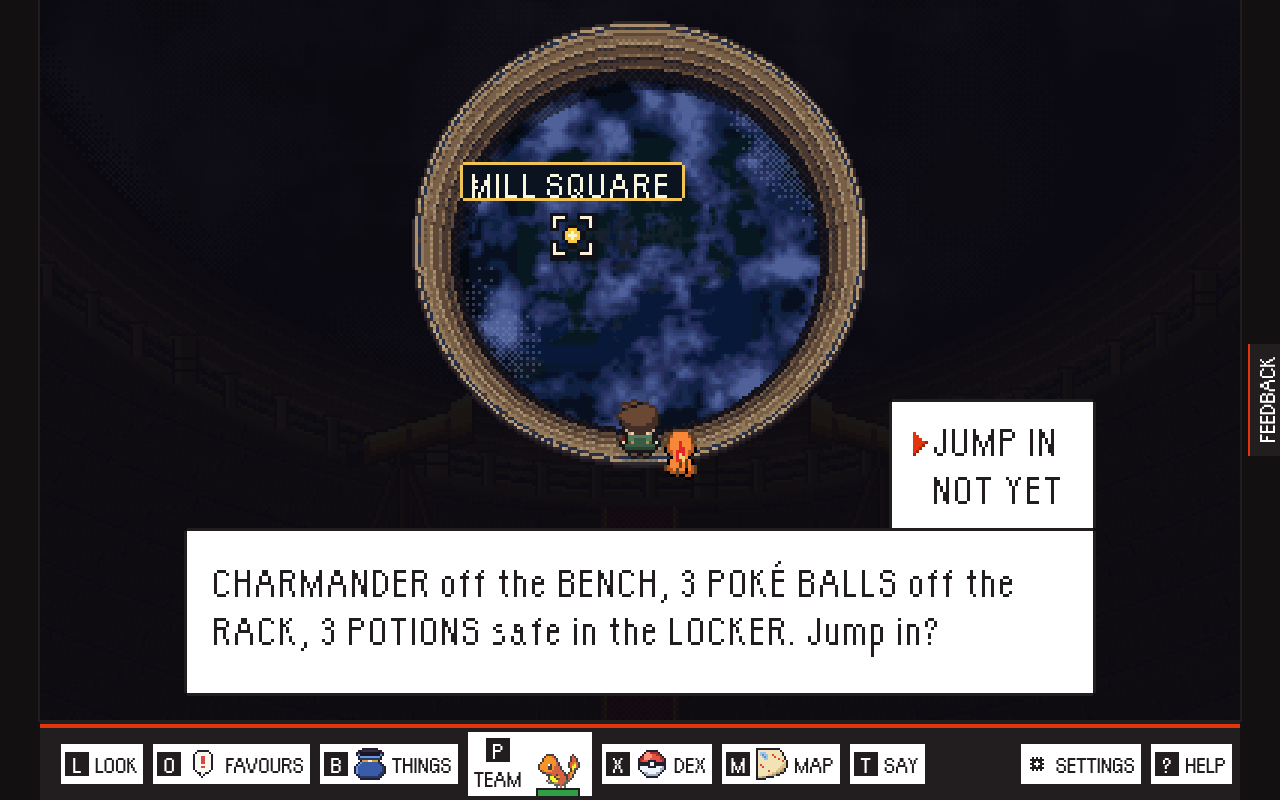 MILL SQUARE
JUMP IN
NOT YET
FEEDBACK
CHARMANDER off the BENCH, 3 POKÉ BALLS off the
RACK, 3 POTIONS safe in the LOCKER. Jump in?
L LOOK
O FAVOURS
B THINGS
P TEAM
X DEX
M MAP
T SAY
SETTINGS
? HELP